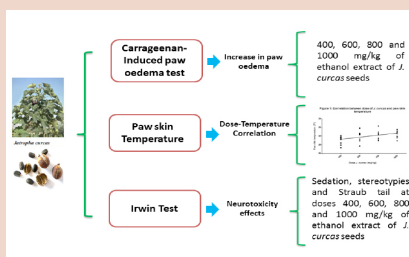 Carrageenan-
Induced paw
oedema test
Increase in paw
oedema
400, 600, 800 and
1000 mg/kg of
ethanol extract of J.
curcas seeds
Jatropha curcas
Paw skin
Temperature
Dose-Temperature
Correlation
Irwin Test
Neurotoxicity
effects
Sedation, stereotypies
and Straub tail at
doses 400, 600, 800
and 1000 mg/kg of
ethanol extract of J.
curcas seeds